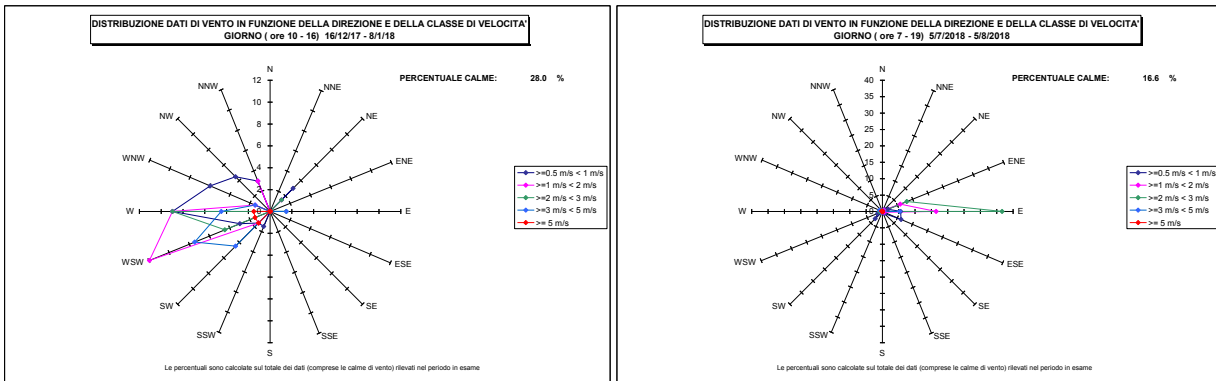 DISTRIBUZIONE DATI DI VENTO IN FUNZIONE DELLA DIREZIONE E DELLA CLASSE DI VELOCITA'
GIORNO ( ore 10 - 16) 16/12/17 - 8/1/18
PERCENTUALE CALME: 28.0 %
N
NNE
NE
ENE
E
ESE
SE
SSE
S
SSW
SW
WSW
W
WNW
NW
NNW
12
10
8
6
4
2
0
>=0.5 m/s < 1 m/s
>=1 m/s < 2 m/s
>=2 m/s < 3 m/s
>=3 m/s < 5 m/s
>= 5 m/s
Le percentuali sono calcolate sul totale dei dati (comprese le calme di vento) rilevati nel periodo in esame
DISTRIBUZIONE DATI DI VENTO IN FUNZIONE DELLA DIREZIONE E DELLA CLASSE DI VELOCITA'
GIORNO ( ore 7 - 19) 5/7/2018 - 5/8/2018
PERCENTUALE CALME: 16.6 %
N
NNE
NE
ENE
E
ESE
SE
SSE
S
SSW
SW
WSW
W
WNW
NW
NNW
40
35
30
25
20
15
10
5
0
>=0.5 m/s < 1 m/s
>=1 m/s < 2 m/s
>=2 m/s < 3 m/s
>=3 m/s < 5 m/s
>= 5 m/s
Le percentuali sono calcolate sul totale dei dati (comprese le calme di vento) rilevati nel periodo in esame